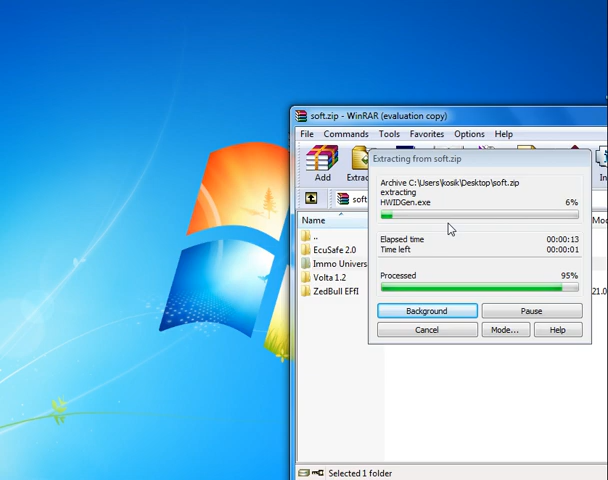 soft.zip - WinRAR (evaluation copy)
File Commands Tools Favorites Options Help
Add
Extracting from soft.zip
Archive C:\Users\kosik\Desktop\soft.zip
extracting
HWIDGen.exe 6%
Elapsed time 00:00:13
Time left 00:00:01
Processed 95%
Background Pause
Cancel Mode... Help
soft
Name
..
EcuSafe 2.0
Immo Univers
Volta 1.2
ZedBull EFfI 21.0
Selected 1 folder